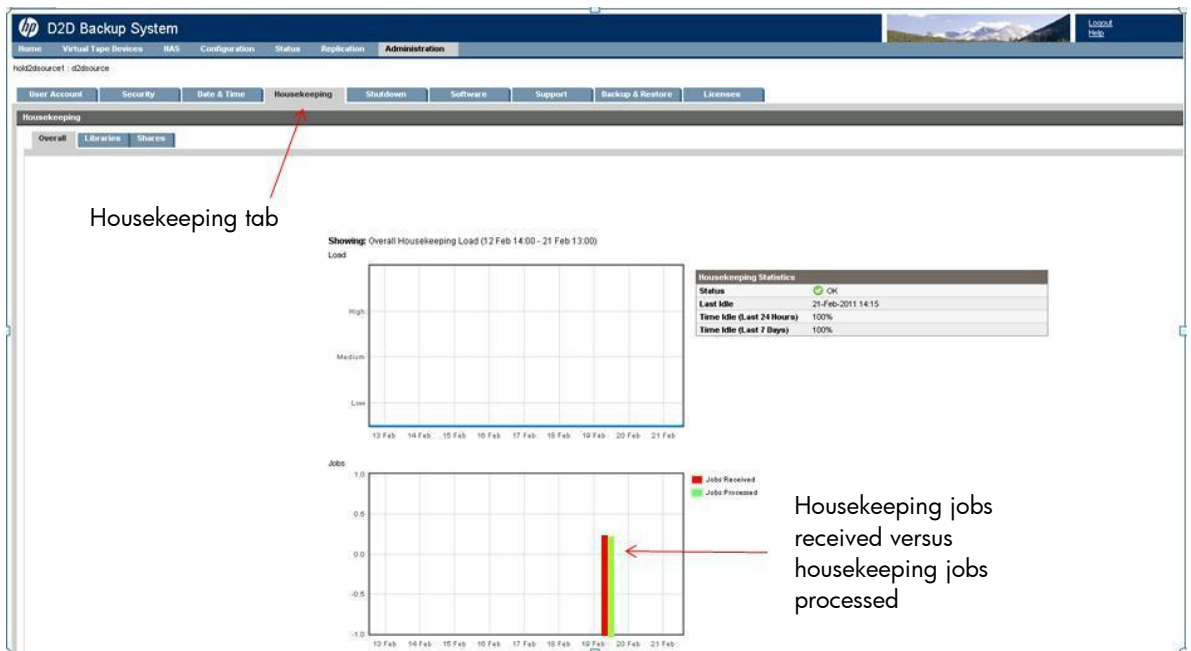 hp D2D Backup System
Logout
Help
Home Virtual Tape Devices NAS Configuration Status Replication Administration
hold2dsource1 : d2dsource
User Account Security Date & Time Housekeeping Shutdown Software Support Backup & Restore Licenses
Housekeeping
Overall Libraries Shares
Housekeeping tab
Showing: Overall Housekeeping Load (12 Feb 14:00 - 21 Feb 13:00)
Load
High
Medium
Low
13 Feb 14 Feb 15 Feb 16 Feb 17 Feb 18 Feb 19 Feb 20 Feb 21 Feb
Housekeeping Statistics
Status OK
Last Idle 21-Feb-2011 14:15
Time Idle (Last 24 Hours) 100%
Time Idle (Last 7 Days) 100%
Jobs
1.0
0.5
0.0
-0.5
-1.0
13 Feb 14 Feb 15 Feb 16 Feb 17 Feb 18 Feb 19 Feb 20 Feb 21 Feb
Jobs Received
Jobs Processed
Housekeeping jobs
received versus
housekeeping jobs
processed